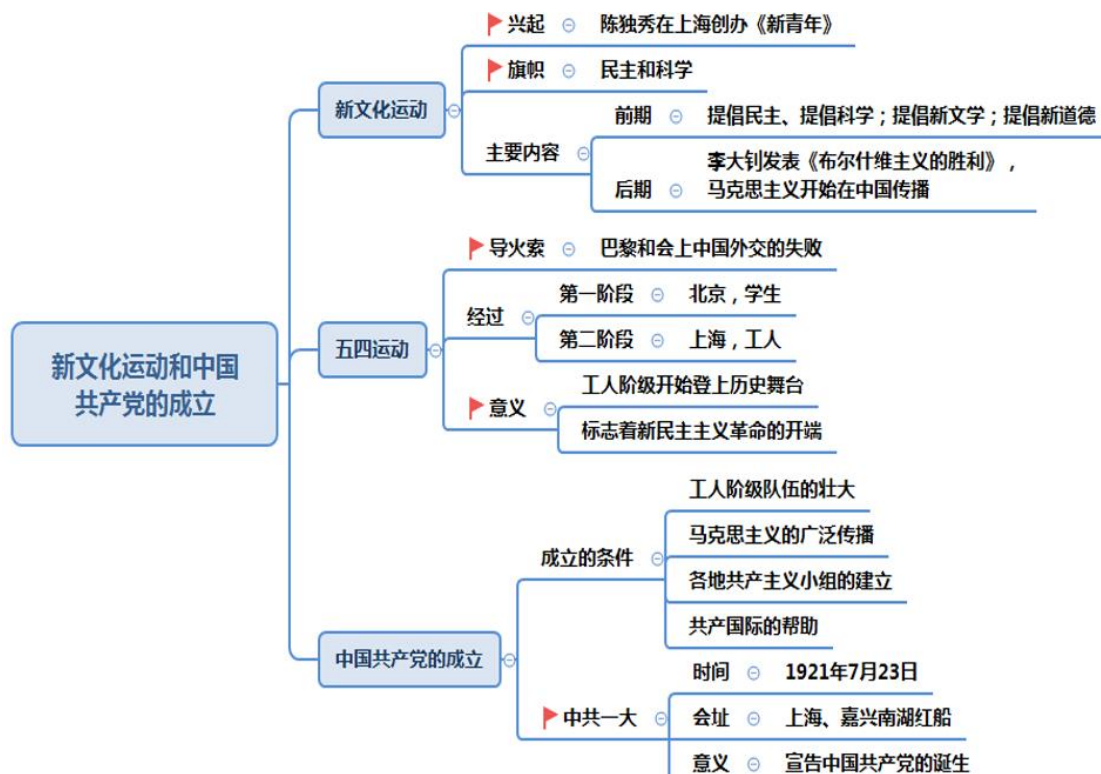 新文化运动和中国
共产党的成立
新文化运动
兴起 陈独秀在上海创办《新青年》
旗帜 民主和科学
主要内容
前期 提倡民主、提倡科学；提倡新文学；提倡新道德
后期 李大钊发表《布尔什维主义的胜利》，
马克思主义开始在中国传播
五四运动
导火索 巴黎和会上中国外交的失败
经过
第一阶段 北京，学生
第二阶段 上海，工人
意义
工人阶级开始登上历史舞台
标志着新民主主义革命的开端
中国共产党的成立
成立的条件
工人阶级队伍的壮大
马克思主义的广泛传播
各地共产主义小组的建立
共产国际的帮助
中共一大
时间 1921年7月23日
会址 上海、嘉兴南湖红船
意义 宣告中国共产党的诞生